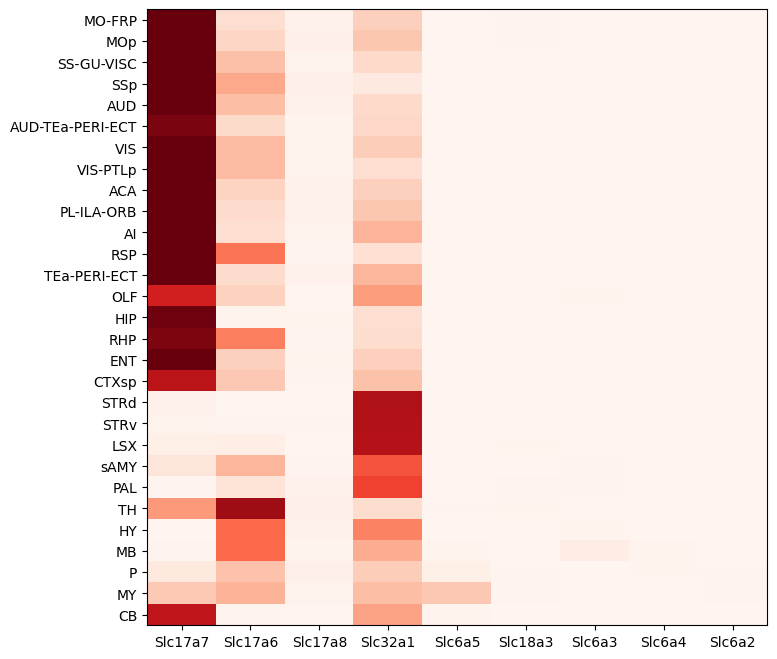 MO-FRP
MOp
SS-GU-VISC
SSp
AUD
AUD-TEa-PERI-ECT
VIS
VIS-PTLp
ACA
PL-ILA-ORB
AI
RSP
TEa-PERI-ECT
OLF
HIP
RHP
ENT
CTXsp
STRd
STRv
LSX
sAMY
PAL
TH
HY
MB
P
MY
CB
Slc17a7 Slc17a6 Slc17a8 Slc32a1 Slc6a5 Slc18a3 Slc6a3 Slc6a4 Slc6a2